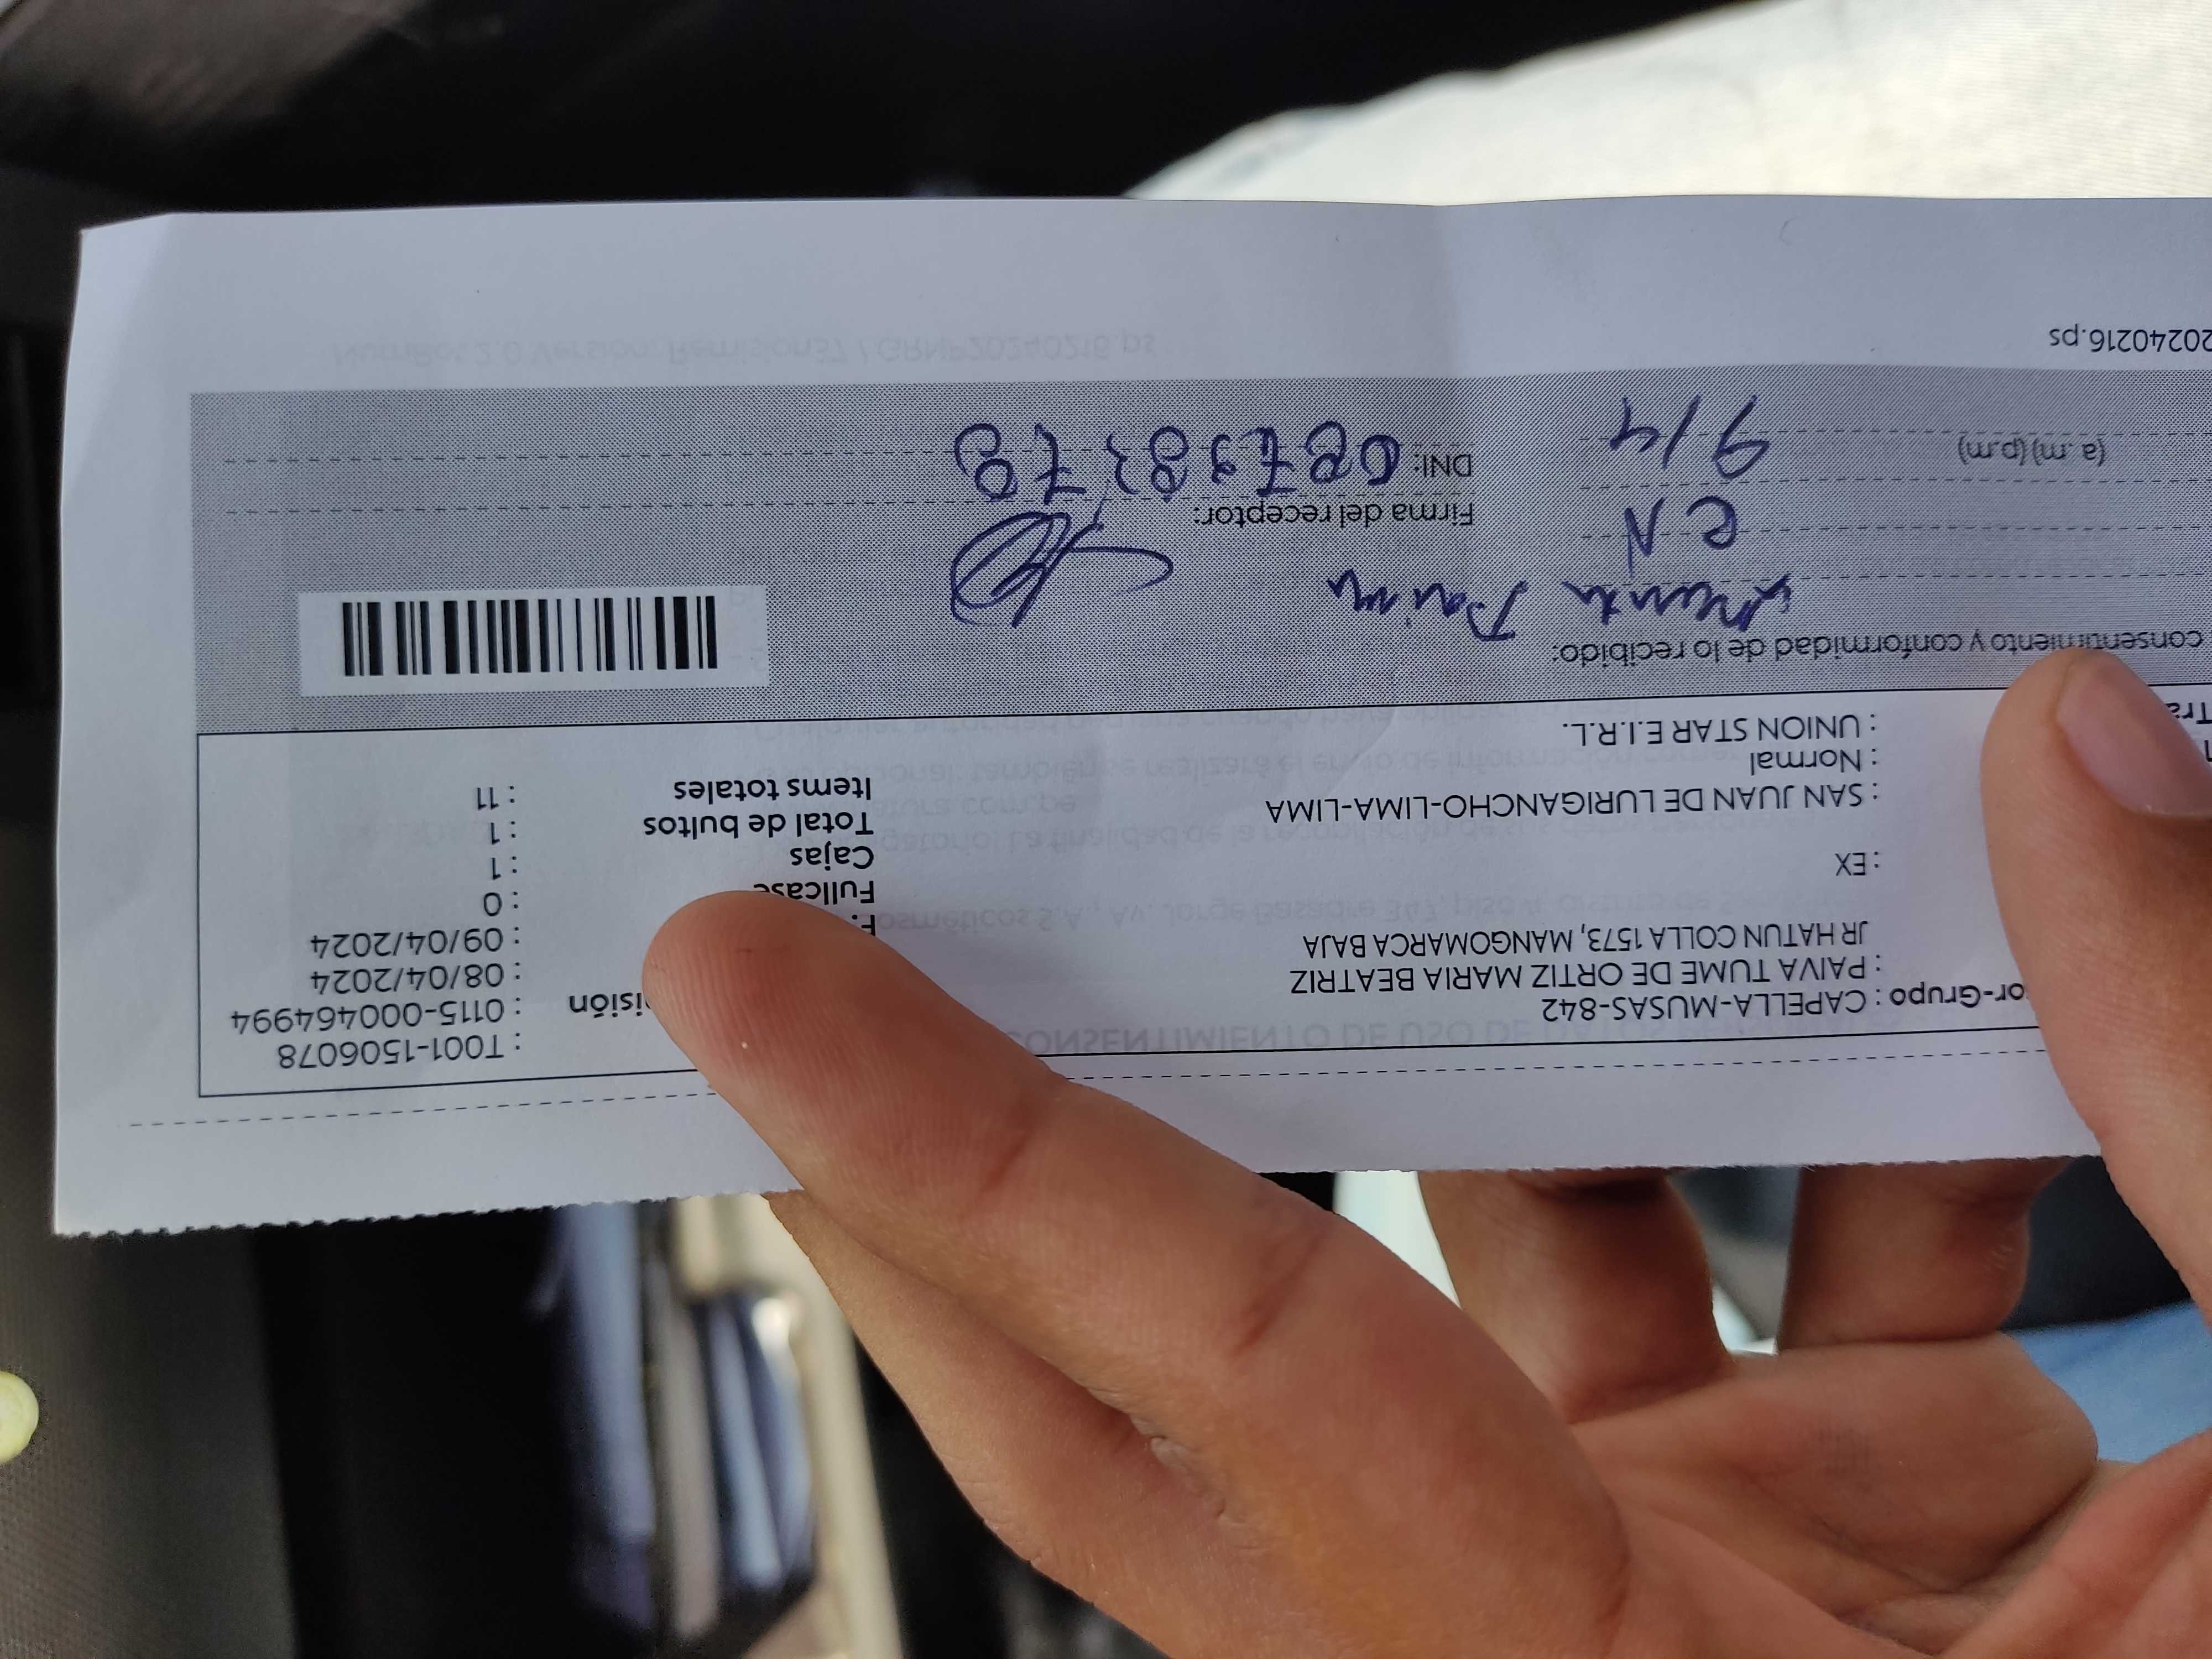 or-Grupo : CAPELLA-MUSAS-842
: PAIVA TUME DE ORTIZ MARIA BEATRIZ
JR HATUN COLLA 1573, MANGOMARCA BAJA
: EX
: SAN JUAN DE LURIGANCHO-LIMA-LIMA
: Normal
: UNION STAR E.I.R.L.
: T001-1506078
isión : 0115-000464994
: 08/04/2024
: 09/04/2024
Fullcase : 0
Cajas : 1
Total de bultos : 1
Items totales : 11
consentimiento y conformidad de lo recibido:
Firma del receptor:
(a.m)(p.m) 9/4 DNI:
20240216.ps